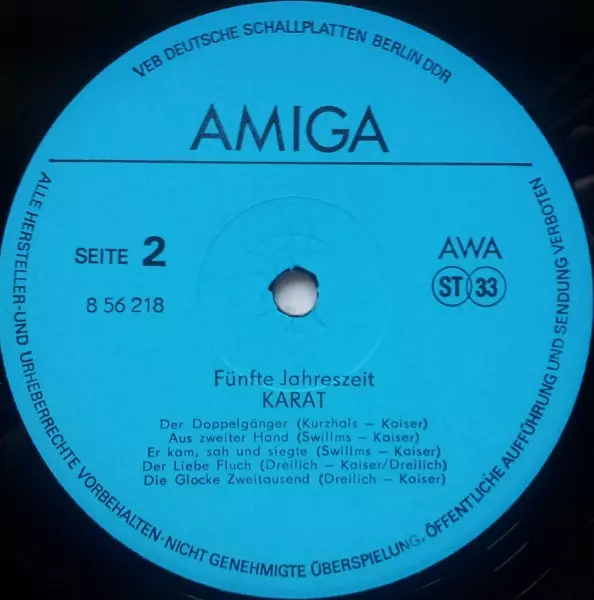 VEB DEUTSCHE SCHALLPLATTEN BERLIN DDR
AMIGA
SEITE 2
AWA
8 56 218
ST 33
Fünfte Jahreszeit
KARAT
Der Doppelgänger (Kurzhals – Kaiser)
Aus zweiter Hand (Swillms – Kaiser)
Er kam, sah und siegte (Swillms – Kaiser)
Der Liebe Fluch (Dreilich – Kaiser/Dreilich)
Die Glocke Zweitausend (Dreilich – Kaiser)
ALLE HERSTELLER-UND URHEBERRECHTE VORBEHALTEN·NICHT GENEHMIGTE ÜBERSPIELUNG, ÖFFENTLICHE AUFFÜHRUNG UND SENDUNG VERBOTEN